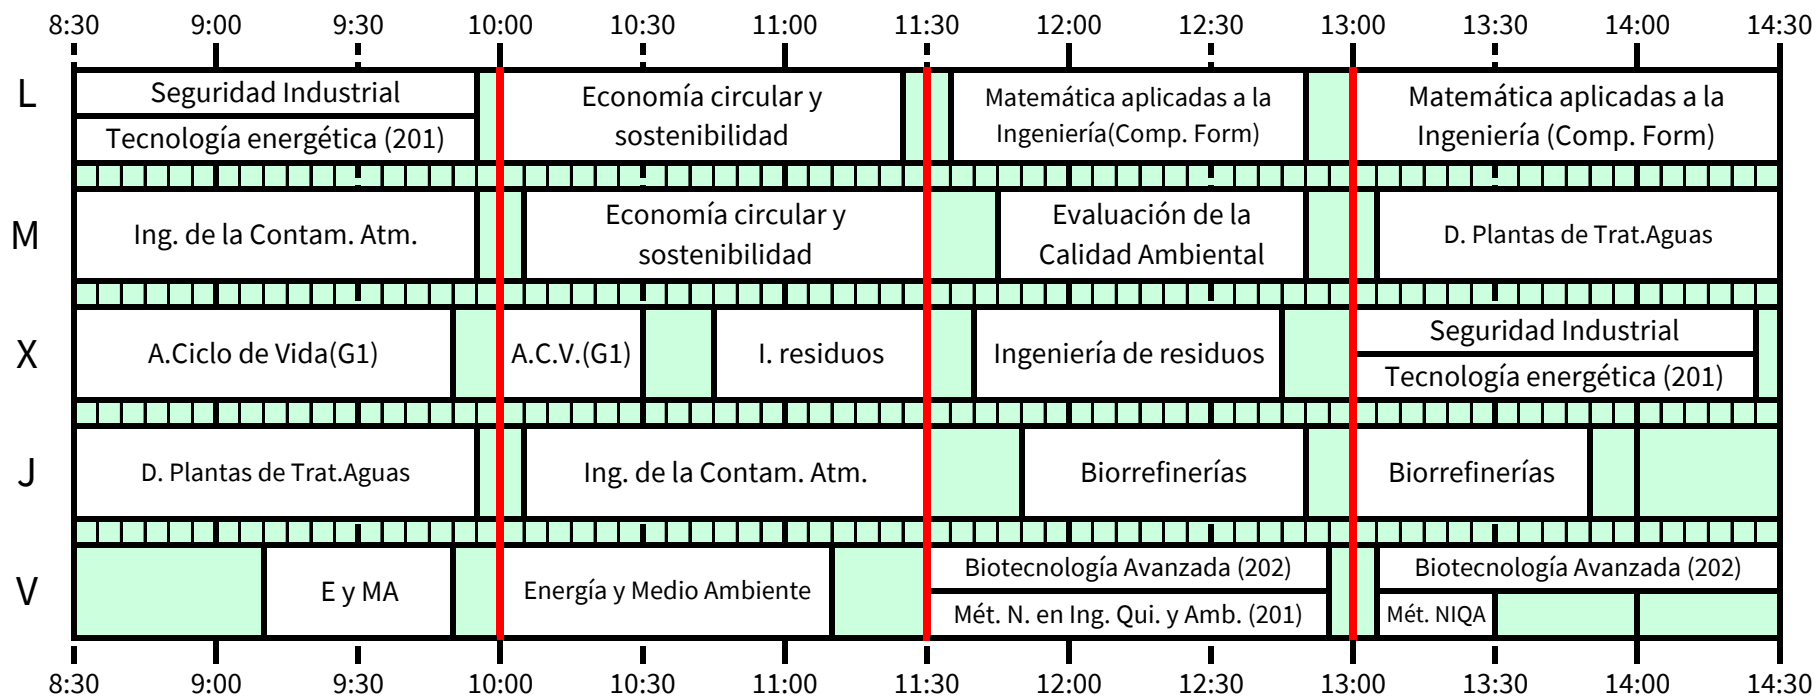 8:30 9:00 9:30 10:00 10:30 11:00 11:30 12:00 12:30 13:00 13:30 14:00 14:30
L
Seguridad Industrial
Tecnología energética (201)
Economía circular y
sostenibilidad
Matemática aplicadas a la
Ingeniería(Comp. Form)
Matemática aplicadas a la
Ingeniería (Comp. Form)
M
Ing. de la Contam. Atm.
Economía circular y
sostenibilidad
Evaluación de la
Calidad Ambiental
D. Plantas de Trat.Aguas
X
A.Ciclo de Vida(G1)
A.C.V.(G1)
I. residuos
Ingeniería de residuos
Seguridad Industrial
Tecnología energética (201)
J
D. Plantas de Trat.Aguas
Ing. de la Contam. Atm.
Biorrefinerías
Biorrefinerías
V
E y MA
Energía y Medio Ambiente
Biotecnología Avanzada (202)
Mét. N. en Ing. Qui. y Amb. (201)
Biotecnología Avanzada (202)
Mét. NIQA
8:30 9:00 9:30 10:00 10:30 11:00 11:30 12:00 12:30 13:00 13:30 14:00 14:30